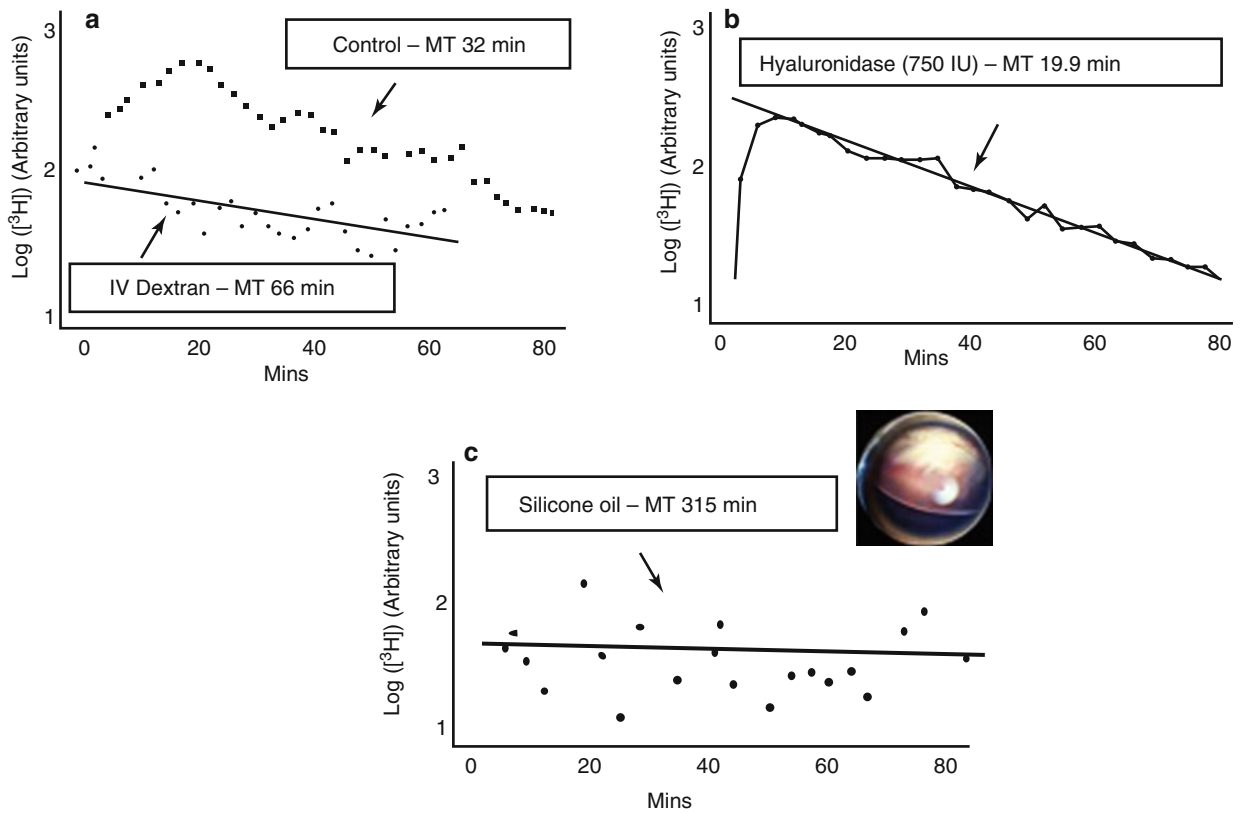 a
Control – MT 32 min
IV Dextran – MT 66 min
Log ([³H]) (Arbitrary units)
3
2
1
0 20 40 60 80
Mins
b
Hyaluronidase (750 IU) – MT 19.9 min
Log ([³H]) (Arbitrary units)
3
2
1
0 20 40 60 80
Mins
c
Silicone oil – MT 315 min
Log ([³H]) (Arbitrary units)
3
2
1
0 20 40 60 80
Mins